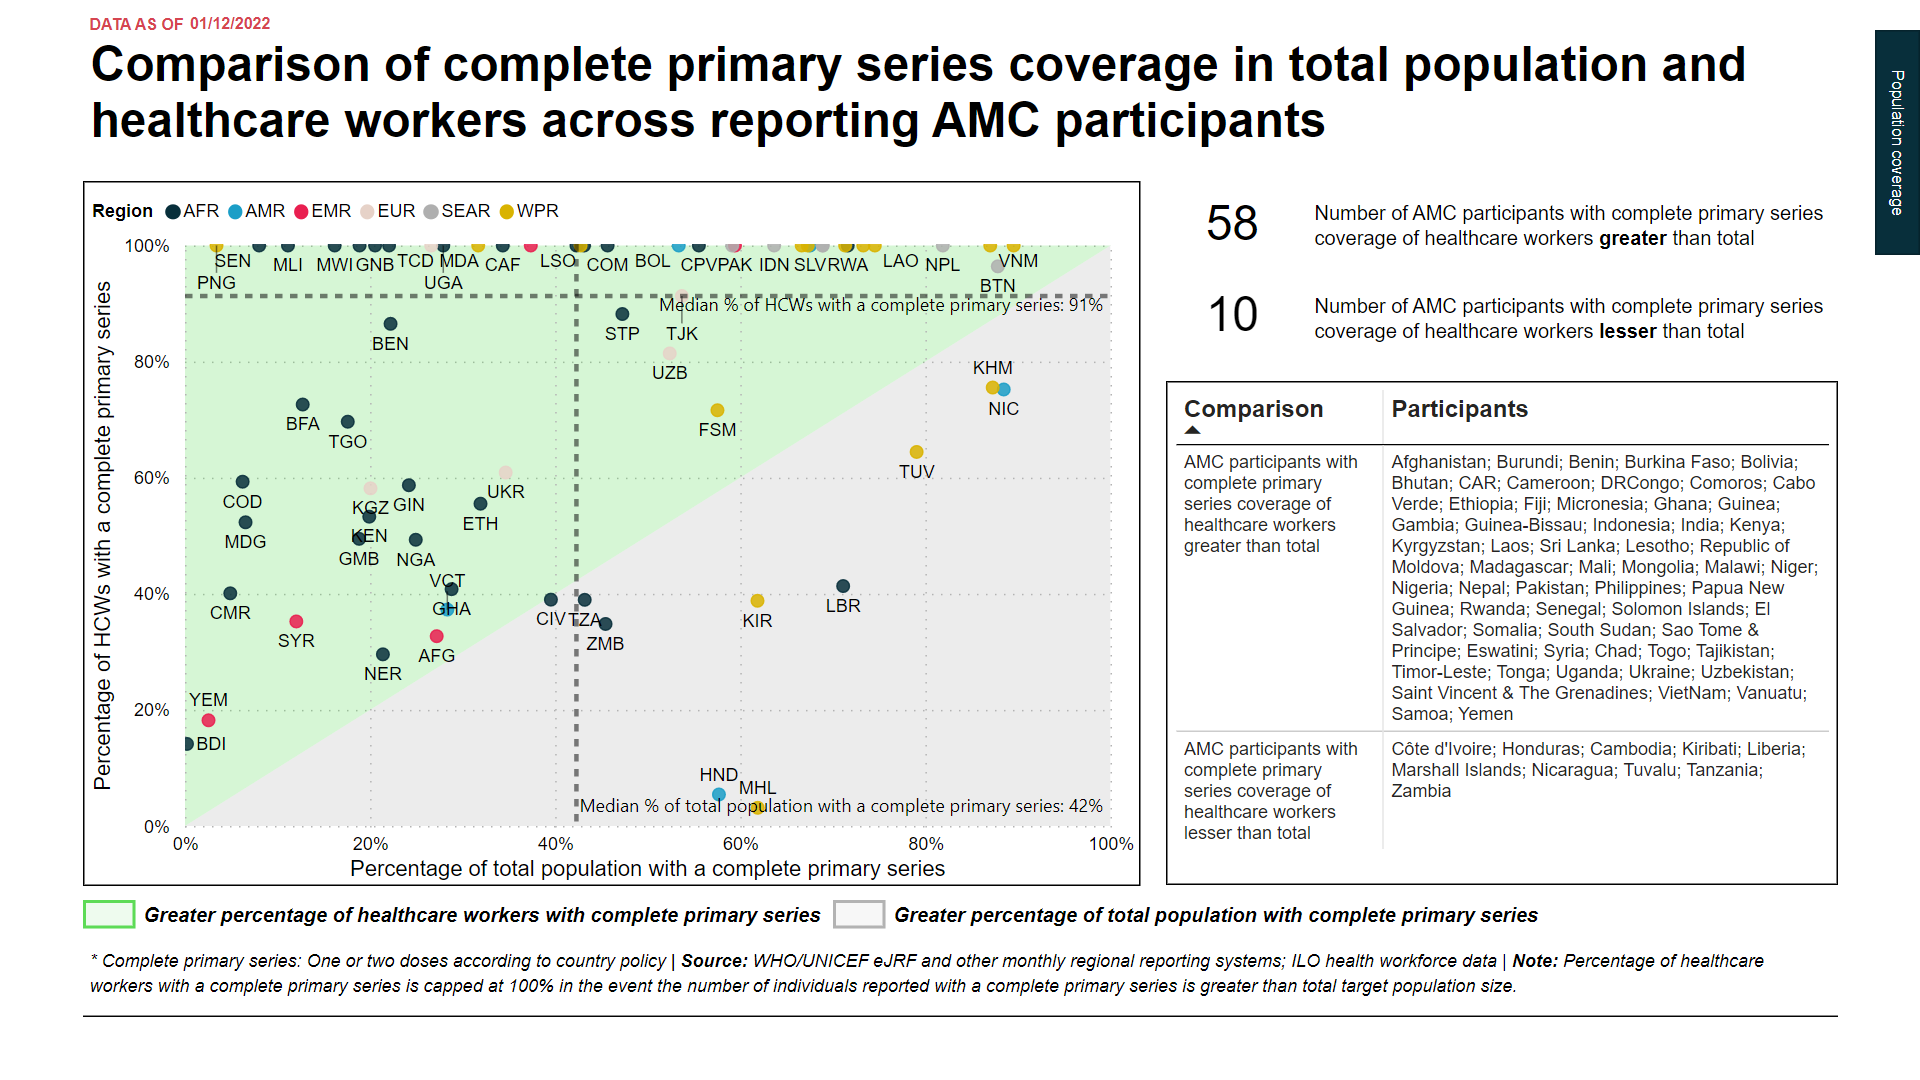 DATA AS OF 01/12/2022
Comparison of complete primary series coverage in total population and
healthcare workers across reporting AMC participants
Population coverage
Region AFR AMR EMR EUR SEAR WPR
Percentage of HCWs with a complete primary series
100%
80%
60%
40%
20%
0%
SEN MLI MWI GNB TCD MDA CAF LSO COM BOL CPV PAK IDN SLV RWA LAO NPL VNM
PNG UGA BTN
Median % of HCWs with a complete primary series: 91%
BEN STP TJK
UZB KHM
BFA NIC
TGO FSM
TUV
COD KGZ GIN UKR
ETH
MDG KEN
GMB NGA
VCT
CMR GHA CIV TZA KIR LBR
SYR AFG ZMB
NER
YEM
BDI
HND MHL
Median % of total population with a complete primary series: 42%
0% 20% 40% 60% 80% 100%
Percentage of total population with a complete primary series
58
Number of AMC participants with complete primary series
coverage of healthcare workers greater than total
10
Number of AMC participants with complete primary series
coverage of healthcare workers lesser than total
Comparison Participants
AMC participants with
complete primary
series coverage of
healthcare workers
greater than total
Afghanistan; Burundi; Benin; Burkina Faso; Bolivia;
Bhutan; CAR; Cameroon; DRCongo; Comoros; Cabo
Verde; Ethiopia; Fiji; Micronesia; Ghana; Guinea;
Gambia; Guinea-Bissau; Indonesia; India; Kenya;
Kyrgyzstan; Laos; Sri Lanka; Lesotho; Republic of
Moldova; Madagascar; Mali; Mongolia; Malawi; Niger;
Nigeria; Nepal; Pakistan; Philippines; Papua New
Guinea; Rwanda; Senegal; Solomon Islands; El
Salvador; Somalia; South Sudan; Sao Tome &
Principe; Eswatini; Syria; Chad; Togo; Tajikistan;
Timor-Leste; Tonga; Uganda; Ukraine; Uzbekistan;
Saint Vincent & The Grenadines; VietNam; Vanuatu;
Samoa; Yemen
AMC participants with
complete primary
series coverage of
healthcare workers
lesser than total
Côte d'Ivoire; Honduras; Cambodia; Kiribati; Liberia;
Marshall Islands; Nicaragua; Tuvalu; Tanzania;
Zambia
Greater percentage of healthcare workers with complete primary series
Greater percentage of total population with complete primary series
* Complete primary series: One or two doses according to country policy | Source: WHO/UNICEF eJRF and other monthly regional reporting systems; ILO health workforce data | Note: Percentage of healthcare
workers with a complete primary series is capped at 100% in the event the number of individuals reported with a complete primary series is greater than total target population size.